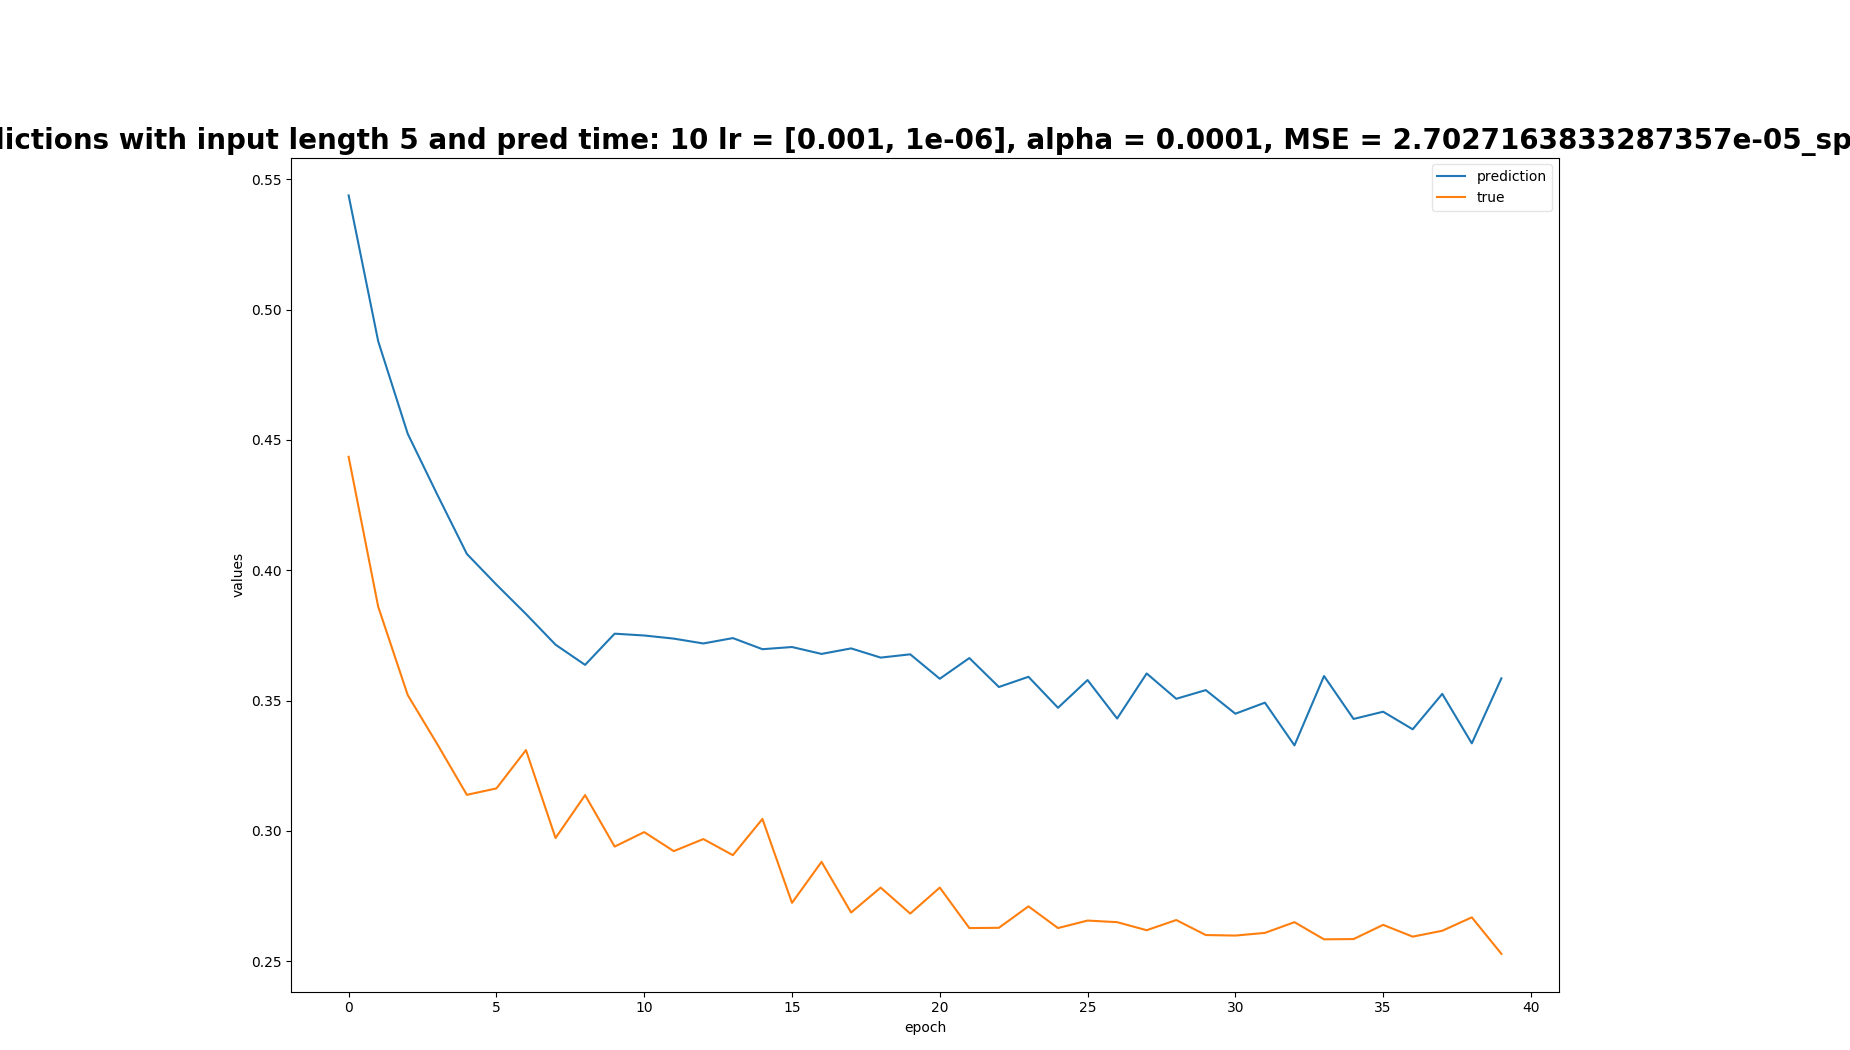 with input length 5 and pred time: 10 lr = [0.001, 1e-06], alpha = 0.0001, MSE = 2.7027163833287357e-05_sp
prediction
true
0.55
0.50
0.45
0.40
0.35
0.30
0.25
values
0 5 10 15 20 25 30 35 40
epoch